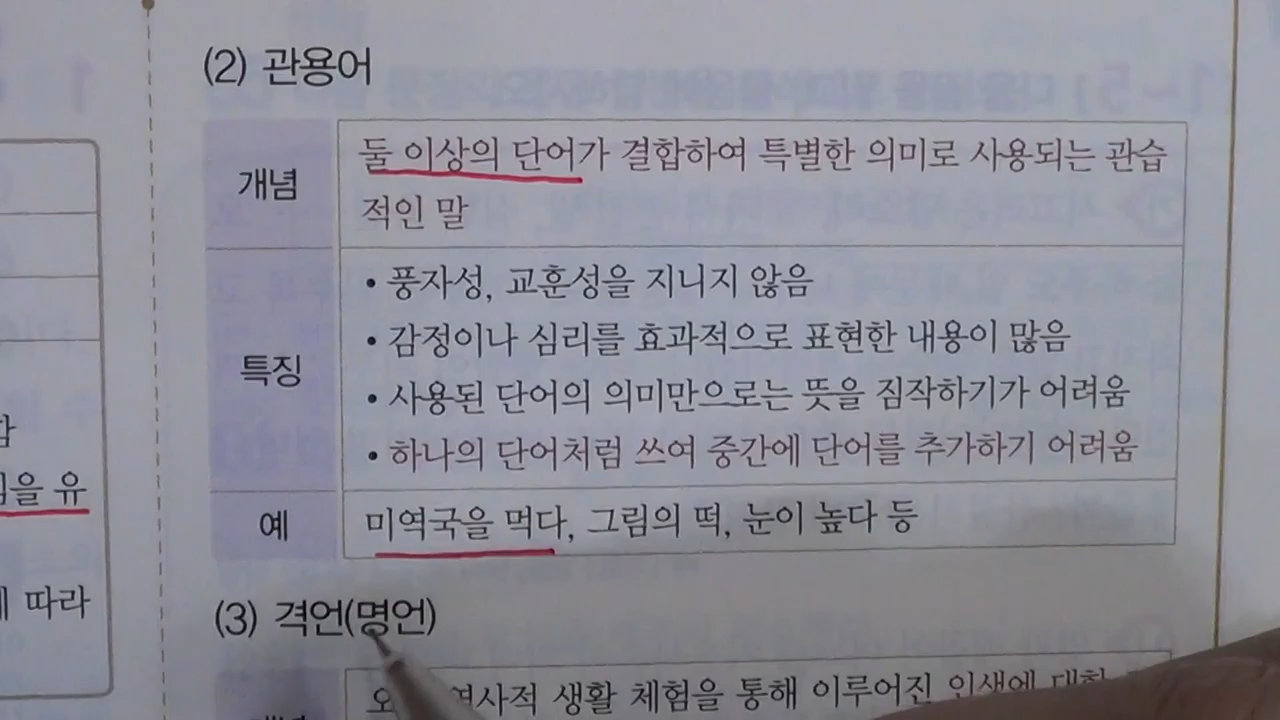 (2) 관용어
개념
둘 이상의 단어가 결합하여 특별한 의미로 사용되는 관습
적인 말
특징
• 풍자성, 교훈성을 지니지 않음
• 감정이나 심리를 효과적으로 표현한 내용이 많음
• 사용된 단어의 의미만으로는 뜻을 짐작하기가 어려움
• 하나의 단어처럼 쓰여 중간에 단어를 추가하기 어려움
예
미역국을 먹다, 그림의 떡, 눈이 높다 등
(3) 격언(명언)
생활 체험을 통해 이루어진 인생에
을 유
따라